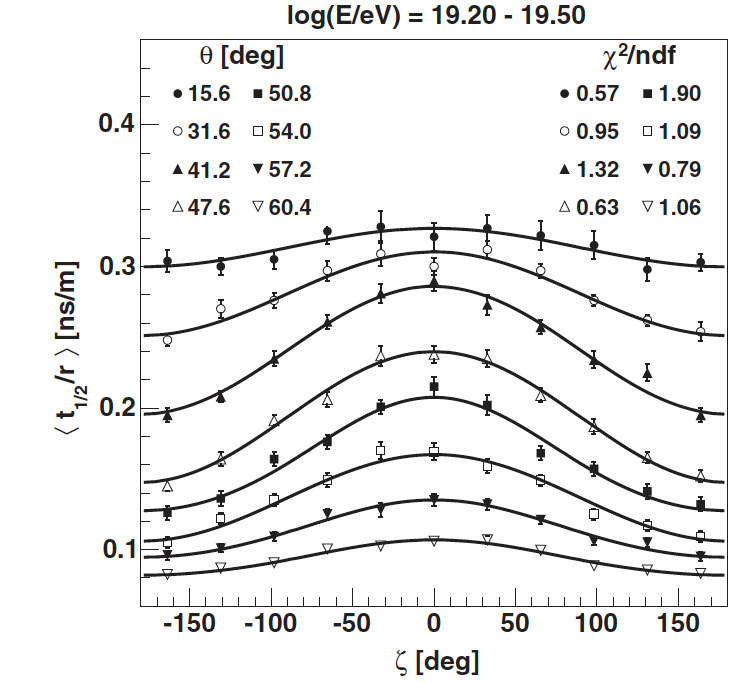 log(E/eV) = 19.20 - 19.50
θ [deg]
χ²/ndf
● 15.6 ■ 50.8
● 0.57 ■ 1.90
○ 31.6 □ 54.0
○ 0.95 □ 1.09
▲ 41.2 ▼ 57.2
▲ 1.32 ▼ 0.79
△ 47.6 ▽ 60.4
△ 0.63 ▽ 1.06
0.4
0.3
0.2
0.1
⟨ t1/2/r ⟩ [ns/m]
-150 -100 -50 0 50 100 150
ζ [deg]